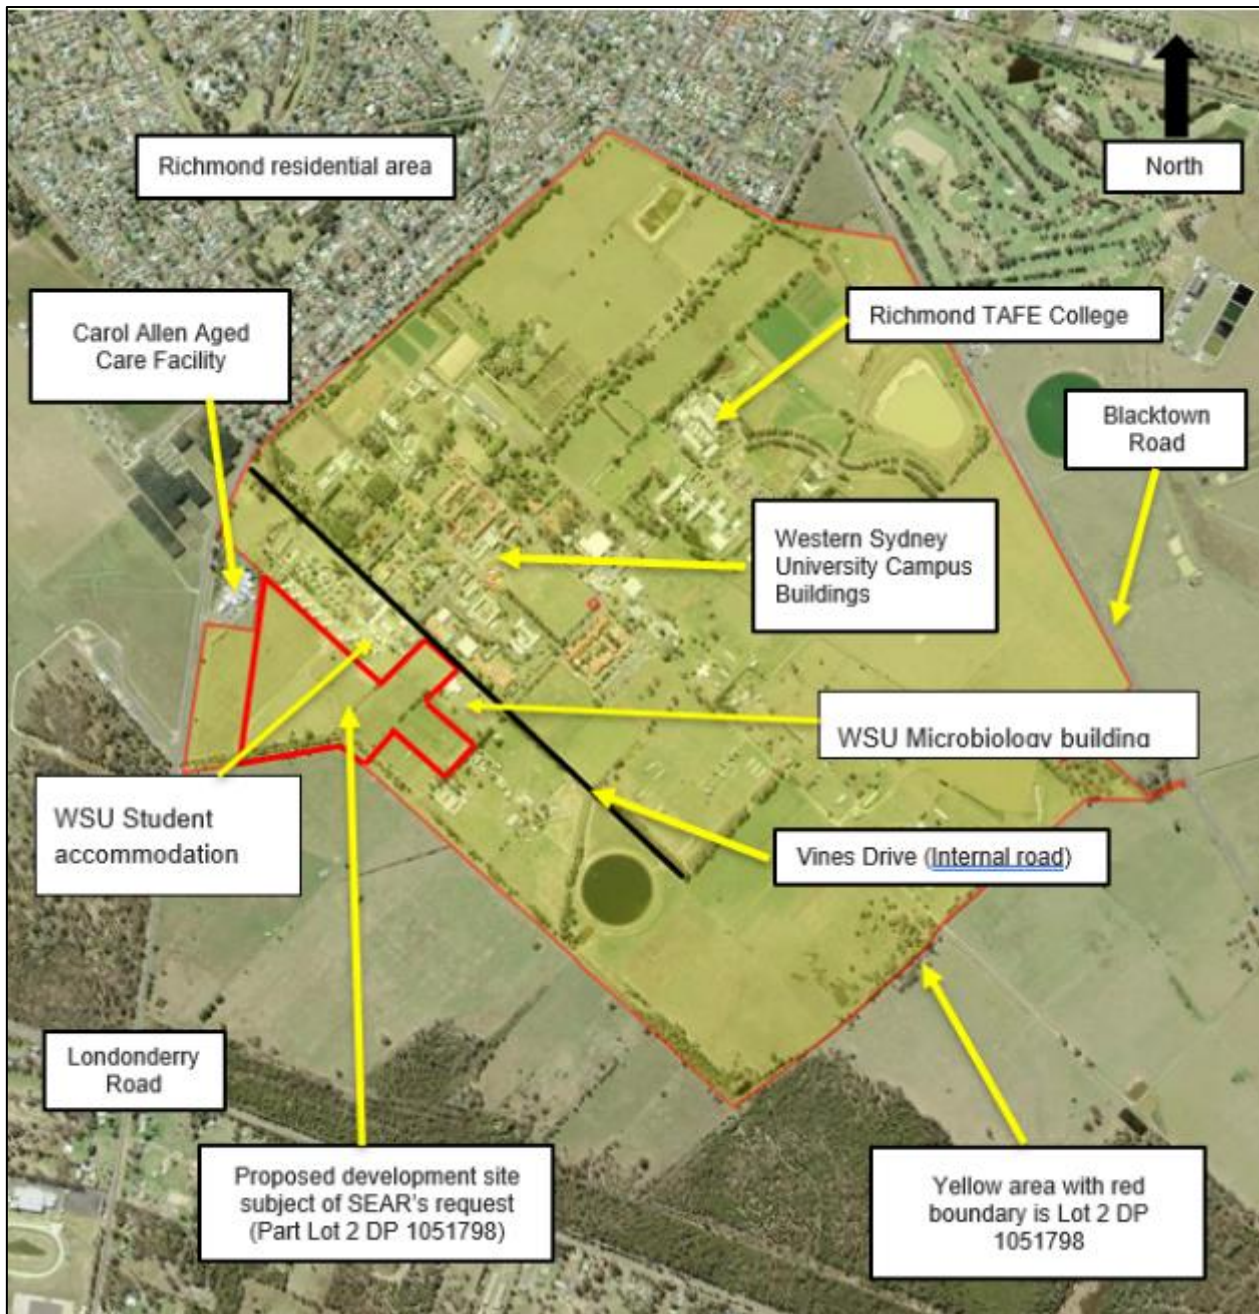 Richmond residential area
North
Carol Allen Aged
Care Facility
Richmond TAFE College
Blacktown
Road
Western Sydney
University Campus
Buildings
WSU Microbiology building
WSU Student
accommodation
Vines Drive (Internal road)
Londonderry
Road
Proposed development site
subject of SEAR's request
(Part Lot 2 DP 1051798)
Yellow area with red
boundary is Lot 2 DP
1051798